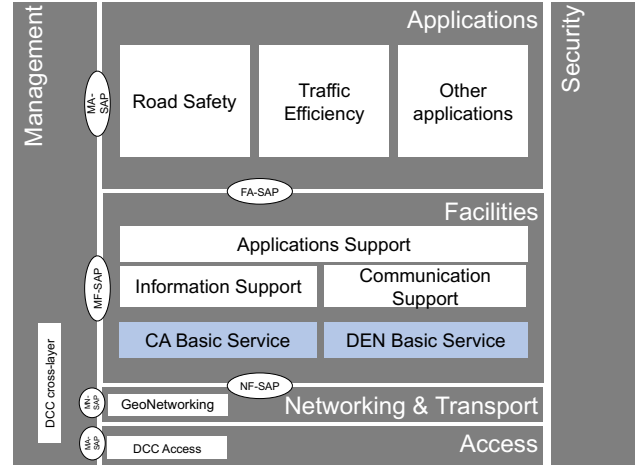 Management
Applications
Security
MA-
SAP
Road Safety
Traffic
Efficiency
Other
applications
FA-SAP
Facilities
MF-SAP
Applications Support
Information Support
Communication
Support
CA Basic Service
DEN Basic Service
DCC cross-layer
NF-SAP
MN-
SAP
GeoNetworking
Networking & Transport
MA-
SAP
DCC Access
Access